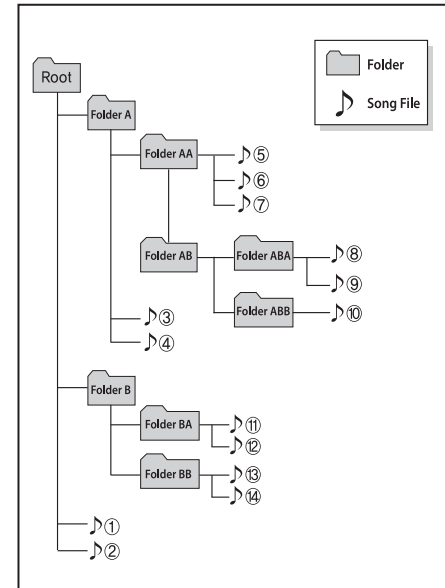 Root
Folder
Song File
Folder A
Folder AA
⑤
⑥
⑦
Folder AB
Folder ABA
⑧
⑨
Folder ABB
⑩
③
④
Folder B
Folder BA
⑪
⑫
Folder BB
⑬
⑭
①
②